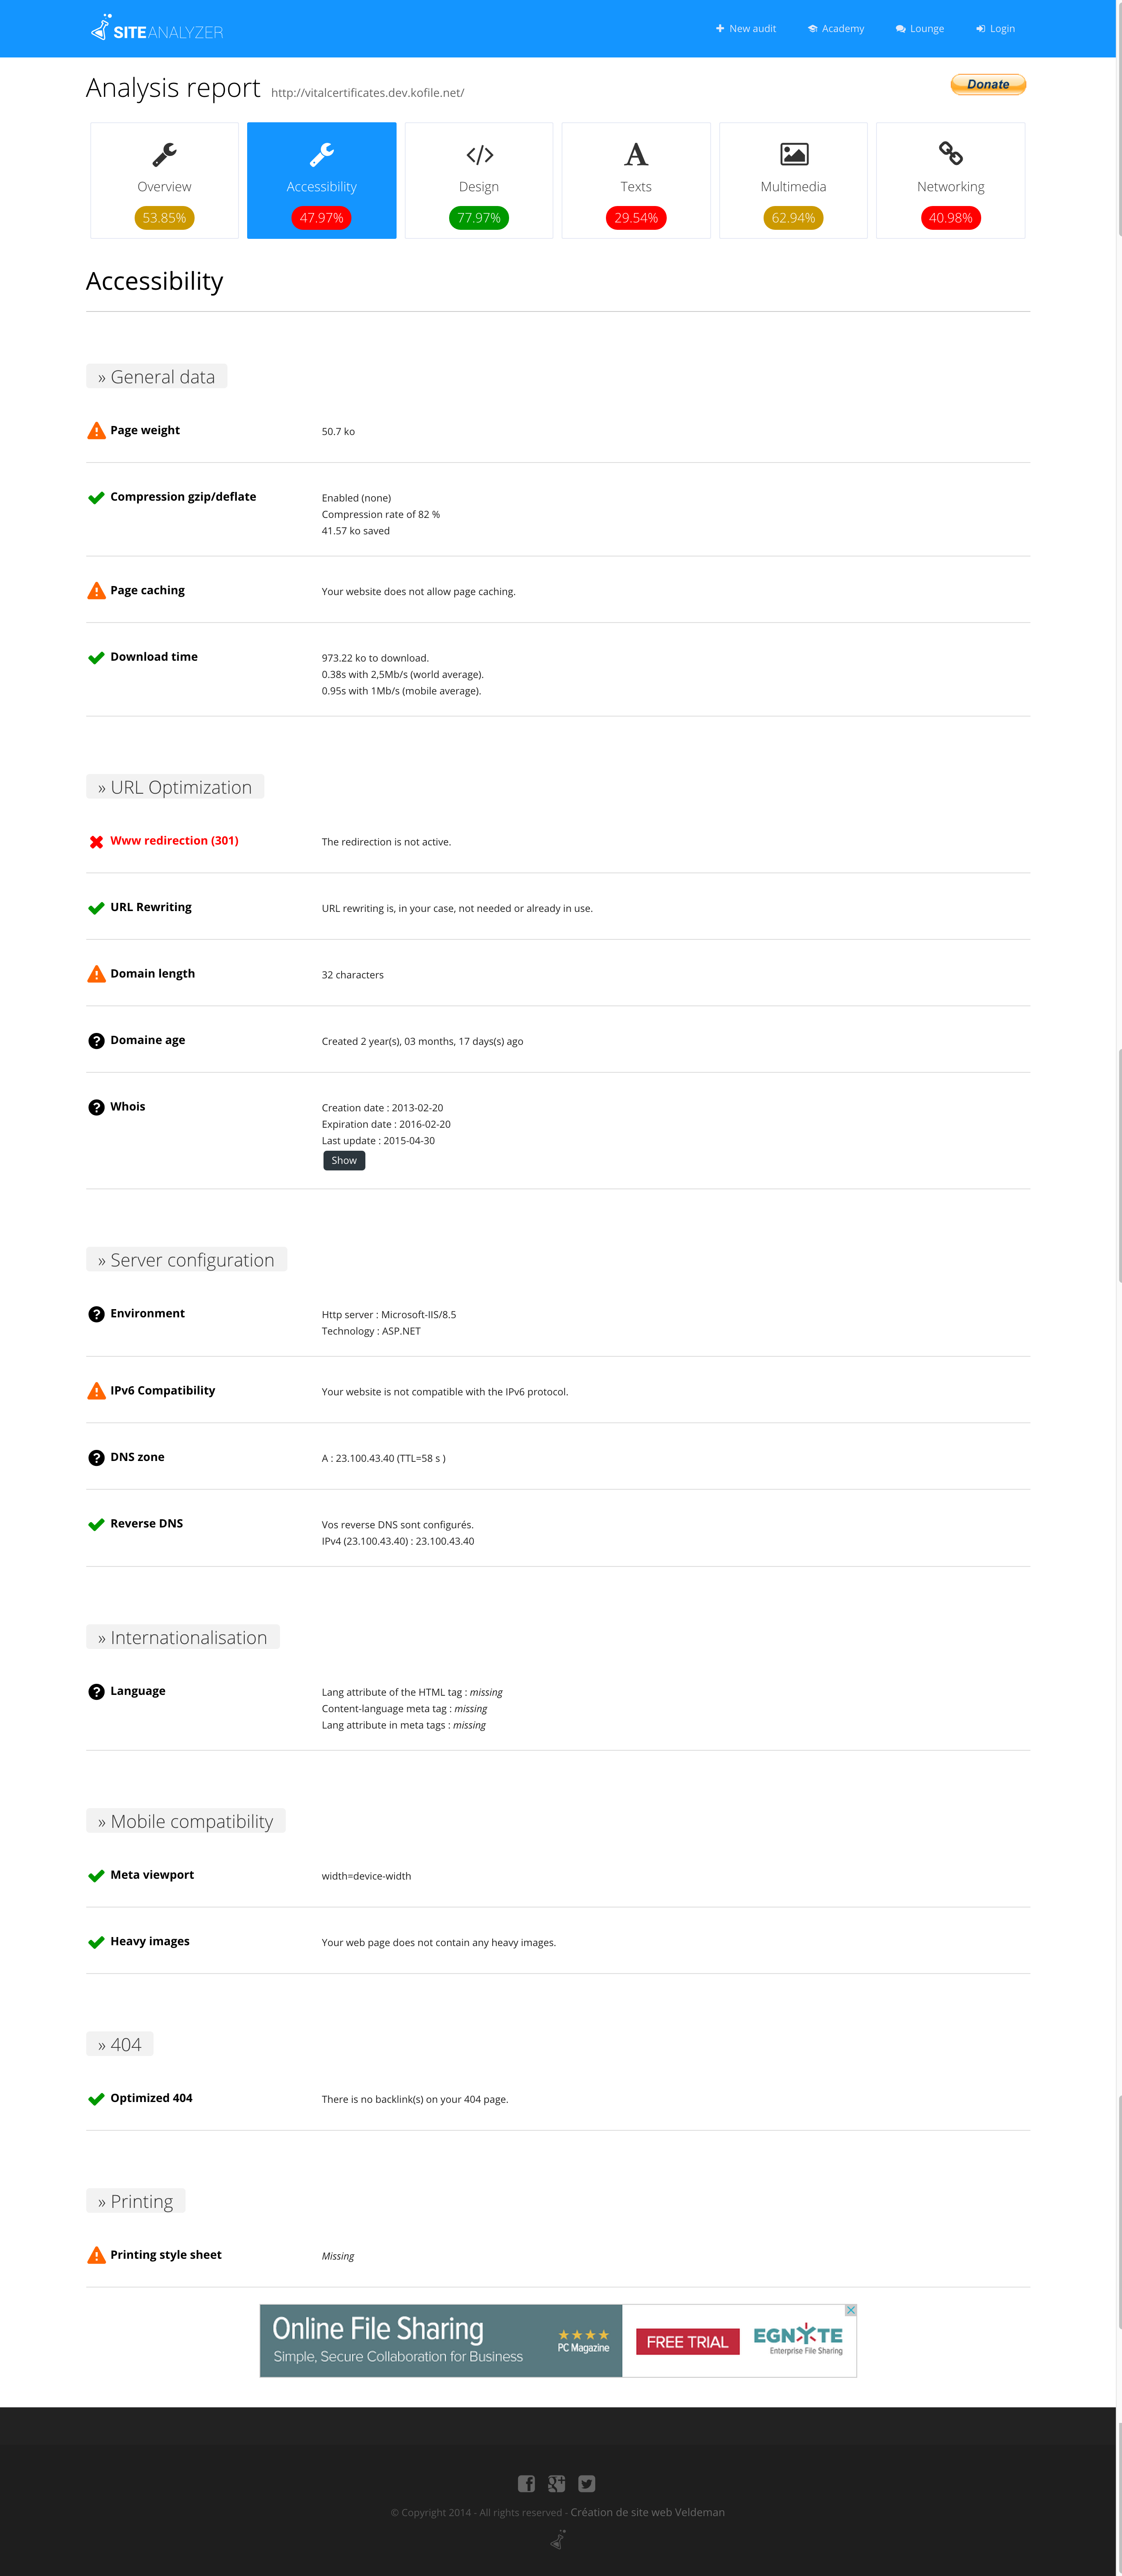 SITEANALYZER
New audit
Academy
Lounge
Login
Analysis report http://vitalcertificates.dev.kofile.net/
Donate
Overview
53.85%
Accessibility
47.97%
Design
77.97%
Texts
29.54%
Multimedia
62.94%
Networking
40.98%
Accessibility
» General data
Page weight
50.7 ko
Compression gzip/deflate
Enabled (none)
Compression rate of 82 %
41.57 ko saved
Page caching
Your website does not allow page caching.
Download time
973.22 ko to download.
0.38s with 2,5Mb/s (world average).
0.95s with 1Mb/s (mobile average).
» URL Optimization
Www redirection (301)
The redirection is not active.
URL Rewriting
URL rewriting is, in your case, not needed or already in use.
Domain length
32 characters
Domaine age
Created 2 year(s), 03 months, 17 days(s) ago
Whois
Creation date : 2013-02-20
Expiration date : 2016-02-20
Last update : 2015-04-30
Show
» Server configuration
Environment
Http server : Microsoft-IIS/8.5
Technology : ASP.NET
IPv6 Compatibility
Your website is not compatible with the IPv6 protocol.
DNS zone
A : 23.100.43.40 (TTL=58 s )
Reverse DNS
Vos reverse DNS sont configurés.
IPv4 (23.100.43.40) : 23.100.43.40
» Internationalisation
Language
Lang attribute of the HTML tag : missing
Content-language meta tag : missing
Lang attribute in meta tags : missing
» Mobile compatibility
Meta viewport
width=device-width
Heavy images
Your web page does not contain any heavy images.
» 404
Optimized 404
There is no backlink(s) on your 404 page.
» Printing
Printing style sheet
Missing
Online File Sharing
Simple, Secure Collaboration for Business
★★★★
PC Magazine
FREE TRIAL
EGNYTE
Enterprise File Sharing
© Copyright 2014 - All rights reserved - Création de site web Veldeman